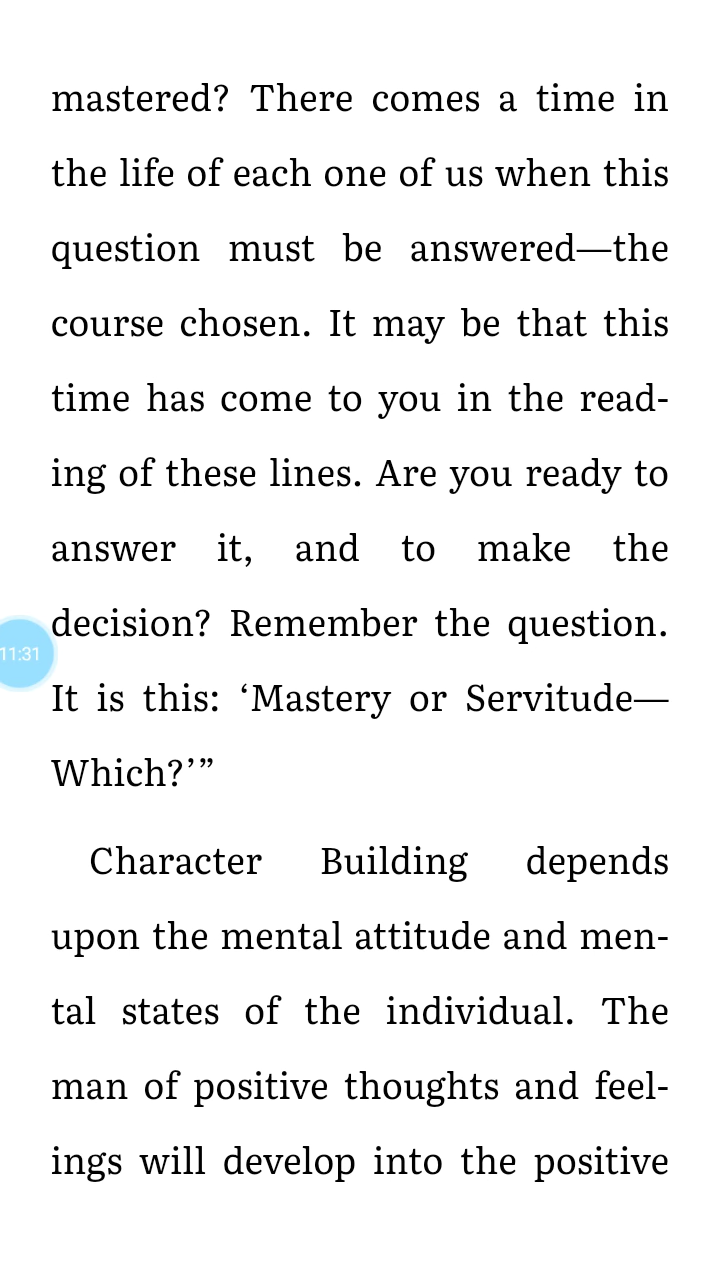 mastered? There comes a time in
the life of each one of us when this
question must be answered—the
course chosen. It may be that this
time has come to you in the read-
ing of these lines. Are you ready to
answer it, and to make the
decision? Remember the question.
11:31
It is this: ‘Mastery or Servitude—
Which?’”
Character Building depends
upon the mental attitude and men-
tal states of the individual. The
man of positive thoughts and feel-
ings will develop into the positive